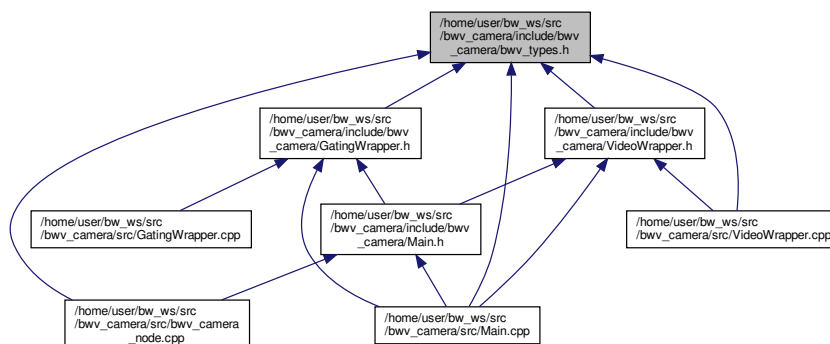 /home/user/bw_ws/src
/bwv_camera/include/bwv
_camera/bwv_types.h
/home/user/bw_ws/src
/bwv_camera/include/bwv
_camera/GatingWrapper.h
/home/user/bw_ws/src
/bwv_camera/include/bwv
_camera/VideoWrapper.h
/home/user/bw_ws/src
/bwv_camera/src/GatingWrapper.cpp
/home/user/bw_ws/src
/bwv_camera/include/bwv
_camera/Main.h
/home/user/bw_ws/src
/bwv_camera/src/VideoWrapper.cpp
/home/user/bw_ws/src
/bwv_camera/src/bwv_camera
_node.cpp
/home/user/bw_ws/src
/bwv_camera/src/Main.cpp